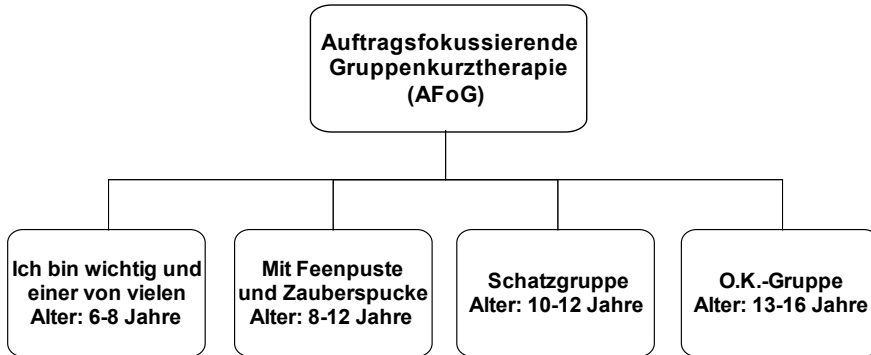 Auftragsfokussierende
Gruppenkurztherapie
(AFoG)
Ich bin wichtig und
einer von vielen
Alter: 6-8 Jahre
Mit Feenpuste
und Zauberspucke
Alter: 8-12 Jahre
Schatzgruppe
Alter: 10-12 Jahre
O.K.-Gruppe
Alter: 13-16 Jahre